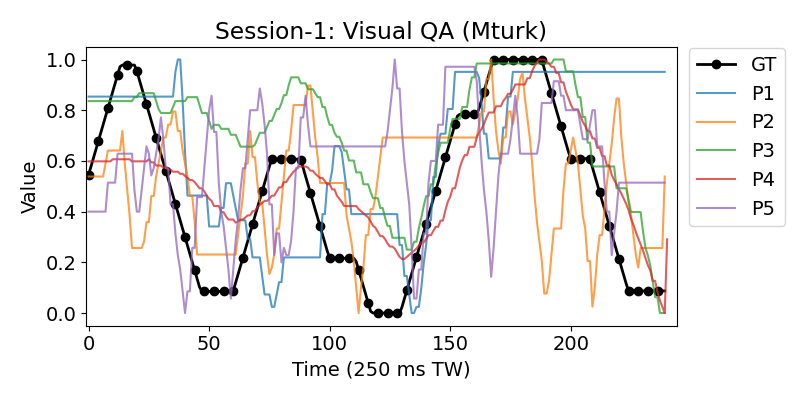 Session-1: Visual QA (Mturk)
1.0
0.8
0.6
0.4
0.2
0.0
Value
0
50
100
150
200
Time (250 ms TW)
GT
P1
P2
P3
P4
P5